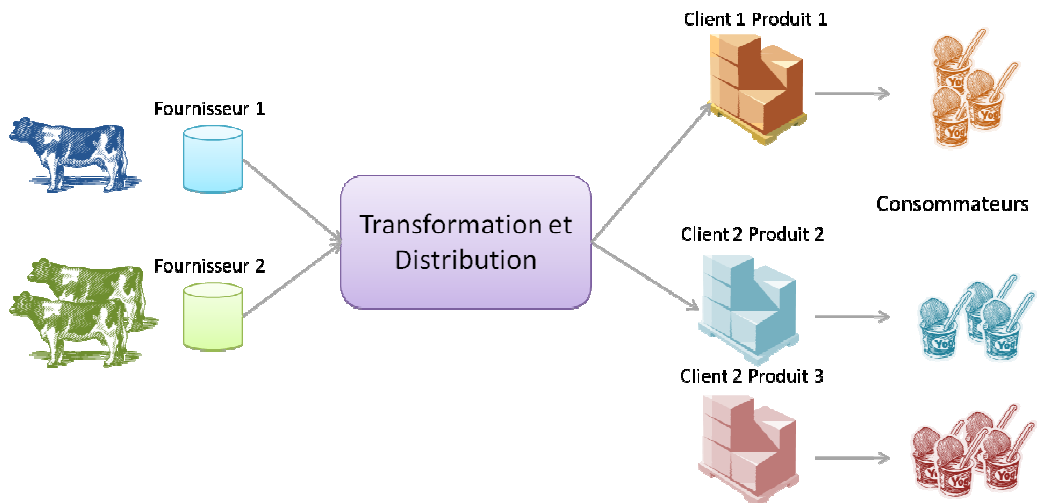 Client 1 Produit 1
Fournisseur 1
Consommateurs
Transformation et
Distribution
Client 2 Produit 2
Fournisseur 2
Client 2 Produit 3